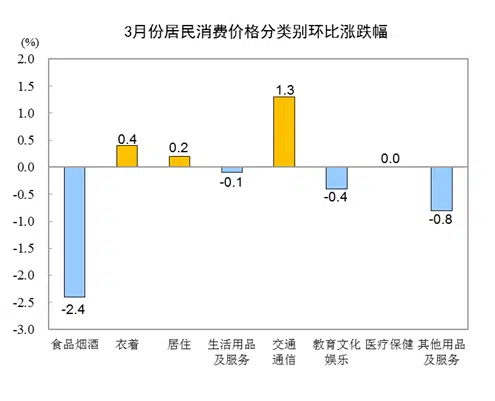 3月份居民消费价格分类别环比涨跌幅
(%)
2.0
1.5
1.0
0.5
0.0
-0.5
-1.0
-1.5
-2.0
-2.5
-3.0
-2.4
0.4
0.2
-0.1
1.3
-0.4
0.0
-0.8
食品烟酒
衣着
居住
生活用品
及服务
交通
通信
教育文化
娱乐
医疗保健
其他用品
及服务